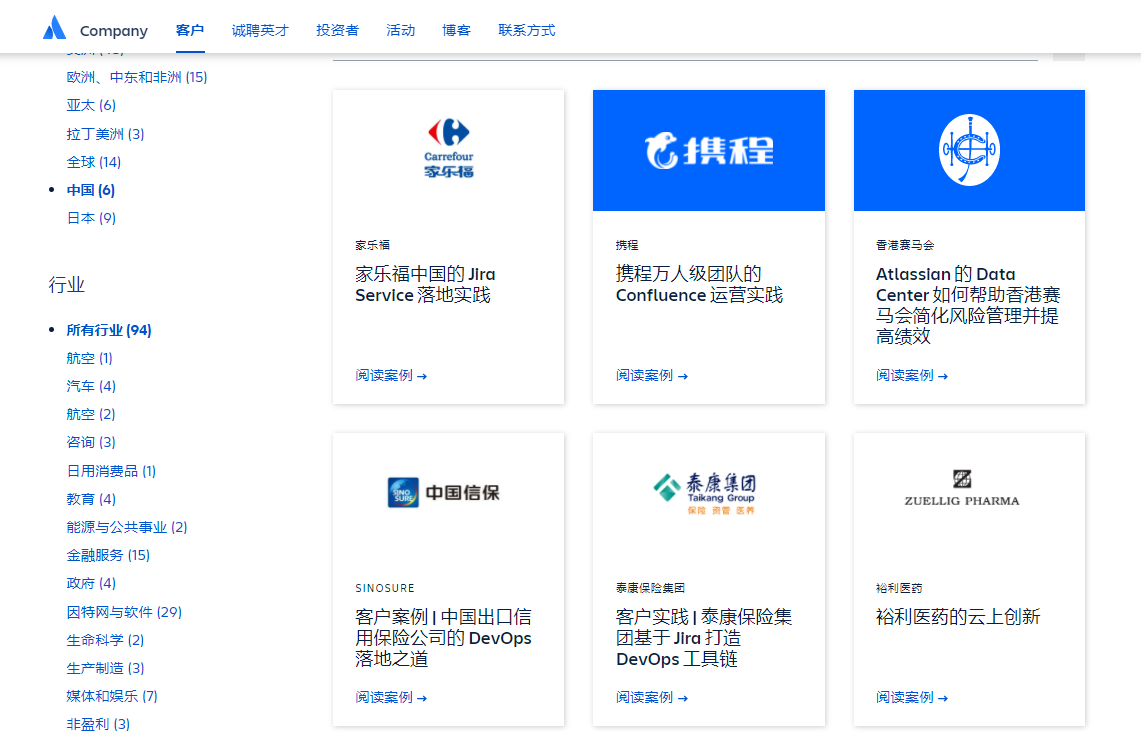 Company
客户
诚聘英才
投资者
活动
博客
联系方式
欧洲、中东和非洲 (15)
亚太 (6)
拉丁美洲 (3)
全球 (14)
中国 (6)
日本 (9)
行业
所有行业 (94)
航空 (1)
汽车 (4)
航空 (2)
咨询 (3)
日用消费品 (1)
教育 (4)
能源与公共事业 (2)
金融服务 (15)
政府 (4)
因特网与软件 (29)
生命科学 (2)
生产制造 (3)
媒体和娱乐 (7)
非盈利 (3)
Carrefour
家乐福
家乐福
家乐福中国的 Jira
Service 落地实践
阅读案例 →
携程
携程
携程万人级团队的
Confluence 运营实践
阅读案例 →
香港赛马会
Atlassian 的 Data
Center 如何帮助香港赛
马会简化风险管理并提
高绩效
阅读案例 →
SINO
SURE
中国信保
SINOSURE
客户案例 | 中国出口信
用保险公司的 DevOps
落地之道
阅读案例 →
泰康集团
Taikang Group
保险 资管 医养
泰康保险集团
客户实践 | 泰康保险集
团基于 Jira 打造
DevOps 工具链
阅读案例 →
ZUELLIG PHARMA
裕利医药
裕利医药的云上创新
阅读案例 →